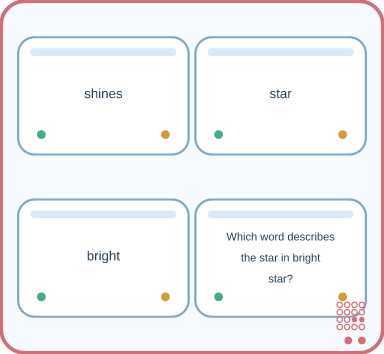 shines
star
bright
Which word describes
the star in bright
star?